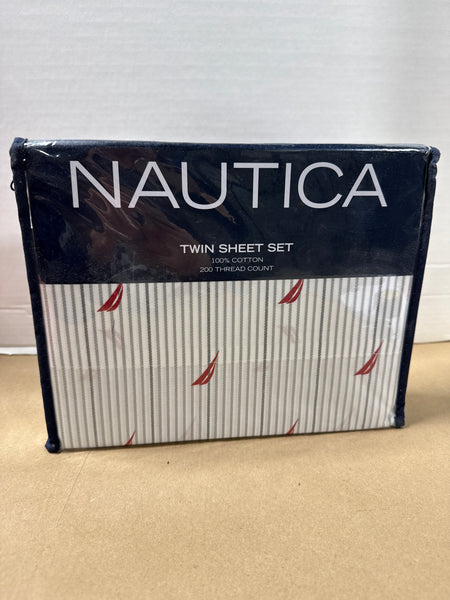 NAUTICA
TWIN SHEET SET
100% COTTON
200 THREAD COUNT